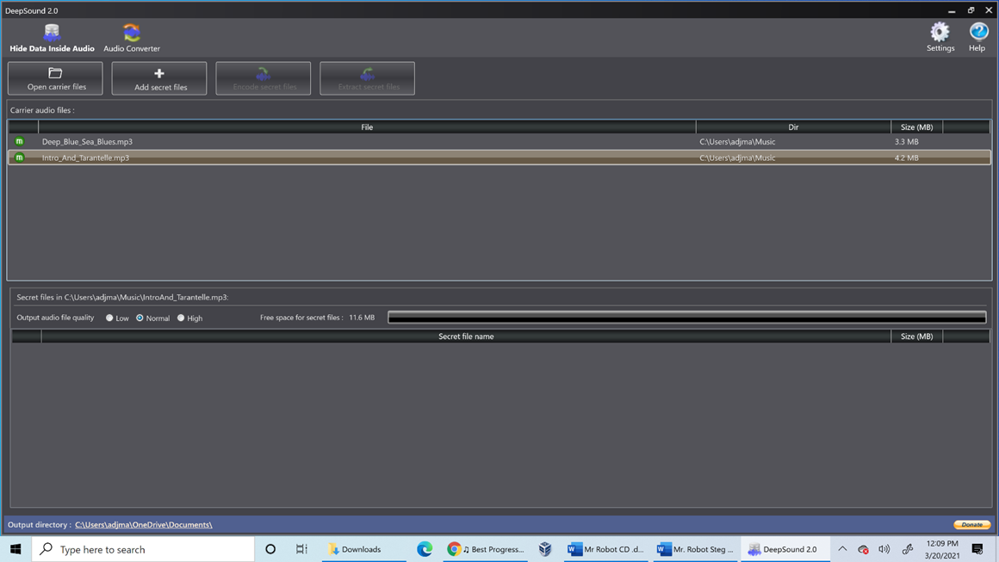 DeepSound 2.0
Hide Data Inside Audio
Audio Converter
Settings
Help
Open carrier files
Add secret files
Encode secret files
Extract secret files
Carrier audio files :
File Dir Size (MB)
m Deep_Blue_Sea_Blues.mp3 C:\Users\adjma\Music 3.3 MB
m Intro_And_Tarantelle.mp3 C:\Users\adjma\Music 4.2 MB
Secret files in C:\Users\adjma\Music\IntroAnd_Tarantelle.mp3:
Output audio file quality Low Normal High Free space for secret files : 11.6 MB
Secret file name Size (MB)
Output directory : C:\Users\adjma\OneDrive\Documents\ Donate
Type here to search
Downloads
♫ Best Progress...
Mr Robot CD .d...
Mr. Robot Steg ...
DeepSound 2.0
12:09 PM
3/20/2021